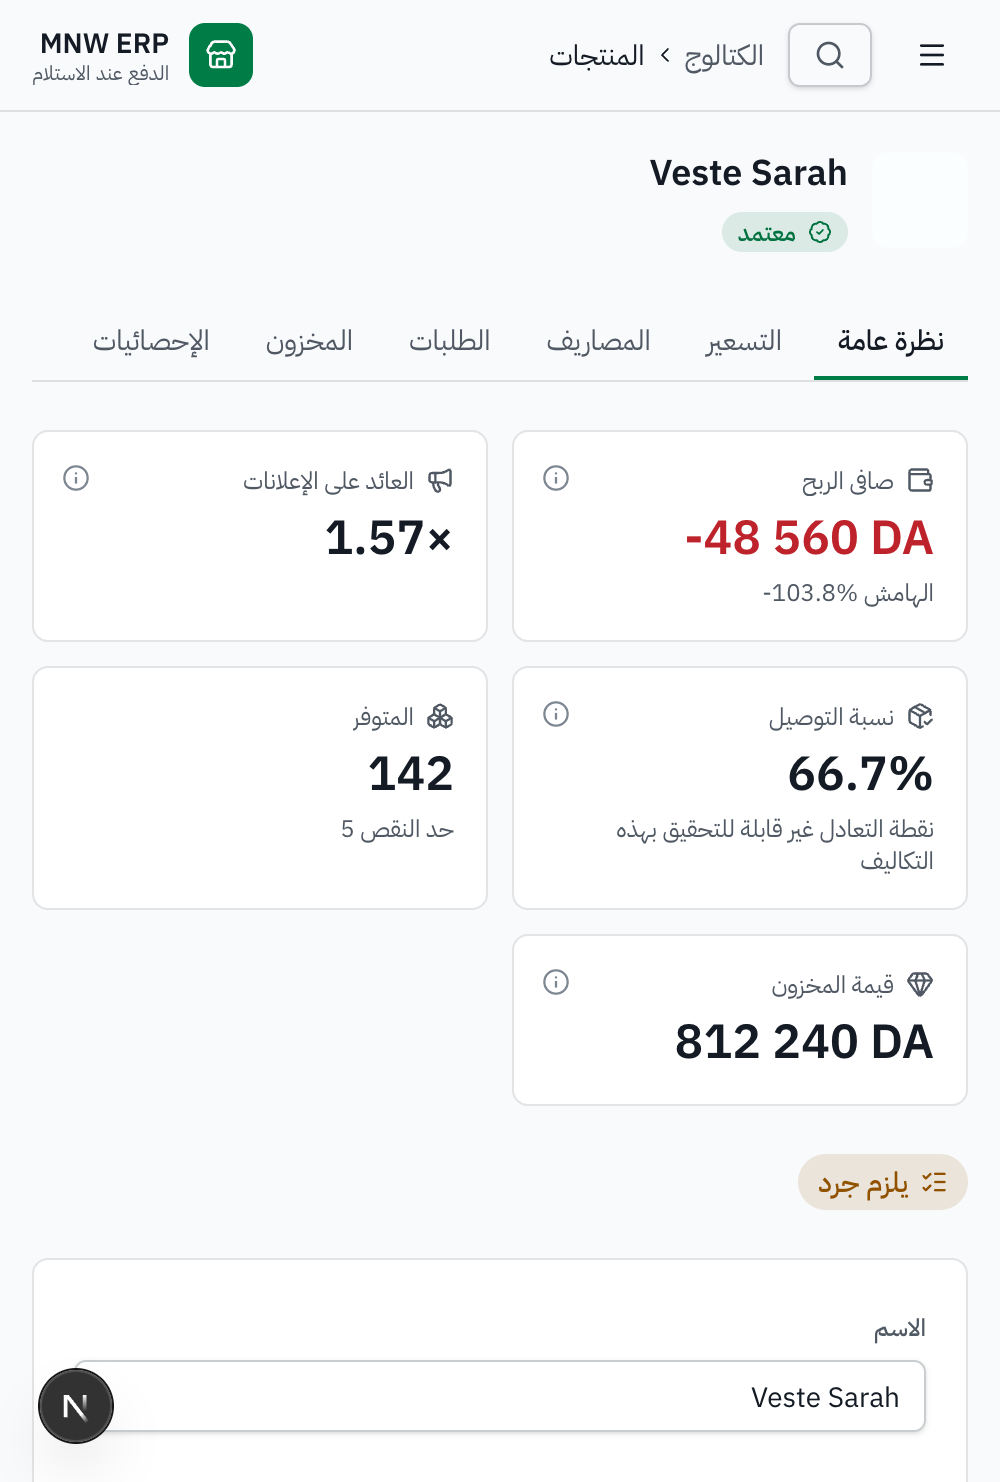 الكتالوج › المنتجات
MNW ERP
الدفع عند الاستلام
Veste Sarah
معتمد
نظرة عامة
التسعير
المصاريف
الطلبات
المخزون
الإحصائيات
صافي الربح
-48 560 DA
الهامش -103.8%
العائد على الإعلانات
1.57×
نسبة التوصيل
66.7%
نقطة التعادل غير قابلة للتحقيق بهذه
التكاليف
المتوفر
142
حد النقص 5
قيمة المخزون
812 240 DA
يلزم جرد
الاسم
Veste Sarah
N